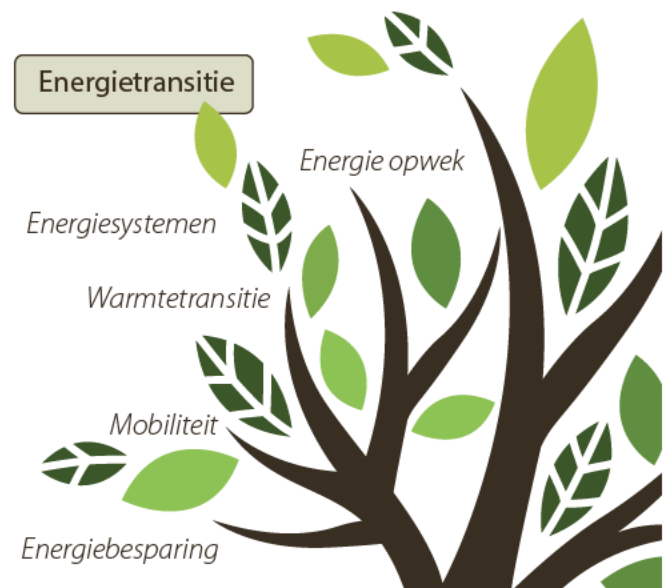 Energietransitie
Energie opwek
Energiesystemen
Warmtetransitie
Mobiliteit
Energiebesparing